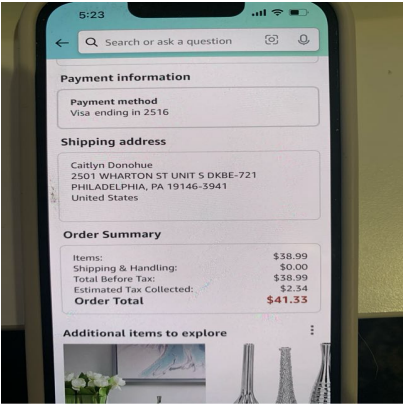 5:23
Search or ask a question
Payment information
Payment method
Visa ending in 2516
Shipping address
Caitlyn Donohue
2501 WHARTON ST UNIT S DKBE-721
PHILADELPHIA, PA 19146-3941
United States
Order Summary
Items: $38.99
Shipping & Handling: $0.00
Total Before Tax: $38.99
Estimated Tax Collected: $2.34
Order Total $41.33
Additional items to explore